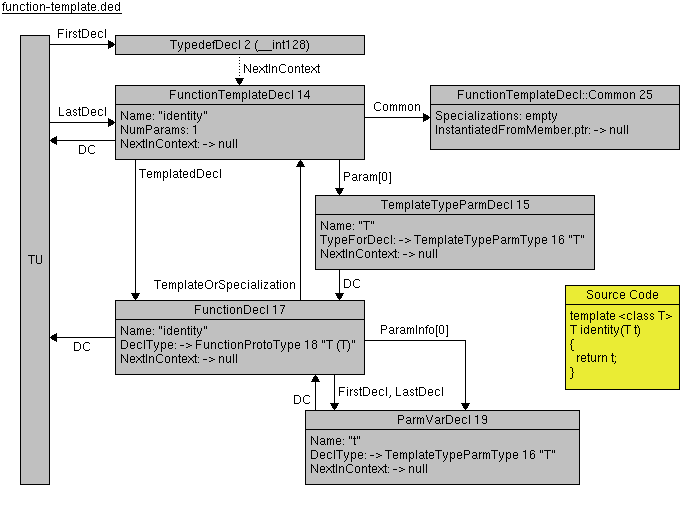 function-template.ded
FirstDecl
TypedefDecl 2 (__int128)
NextInContext
FunctionTemplateDecl 14
Name: "identity"
NumParams: 1
NextInContext: -> null
LastDecl
DC
Common
FunctionTemplateDecl::Common 25
Specializations: empty
InstantiatedFromMember.ptr: -> null
TemplatedDecl
Param[0]
TemplateTypeParmDecl 15
Name: "T"
TypeForDecl: -> TemplateTypeParmType 16 "T"
NextInContext: -> null
TU
DC
TemplateOrSpecialization
FunctionDecl 17
Name: "identity"
DeclType: -> FunctionProtoType 18 "T (T)"
NextInContext: -> null
DC
ParamInfo[0]
Source Code
template <class T>
T identity(T t)
{
return t;
}
FirstDecl, LastDecl
DC
ParmVarDecl 19
Name: "t"
DeclType: -> TemplateTypeParmType 16 "T"
NextInContext: -> null